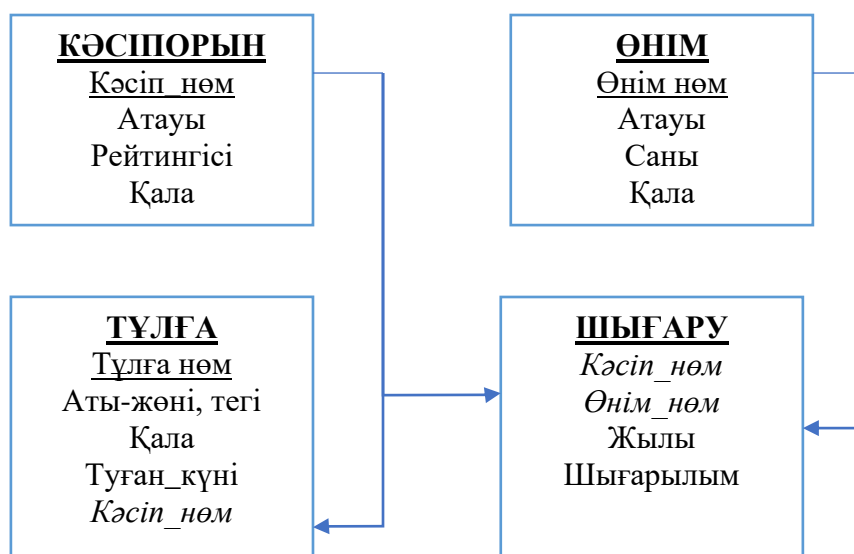 КӘСІПОРЫН
Кәсіп_нөм
Атауы
Рейтингісі
Қала
ӨНІМ
Өнім нөм
Атауы
Саны
Қала
ТҰЛҒА
Тұлға нөм
Аты-жөні, тегі
Қала
Туған_күні
Кәсіп_нөм
ШЫҒАРУ
Кәсіп_нөм
Өнім_нөм
Жылы
Шығарылым